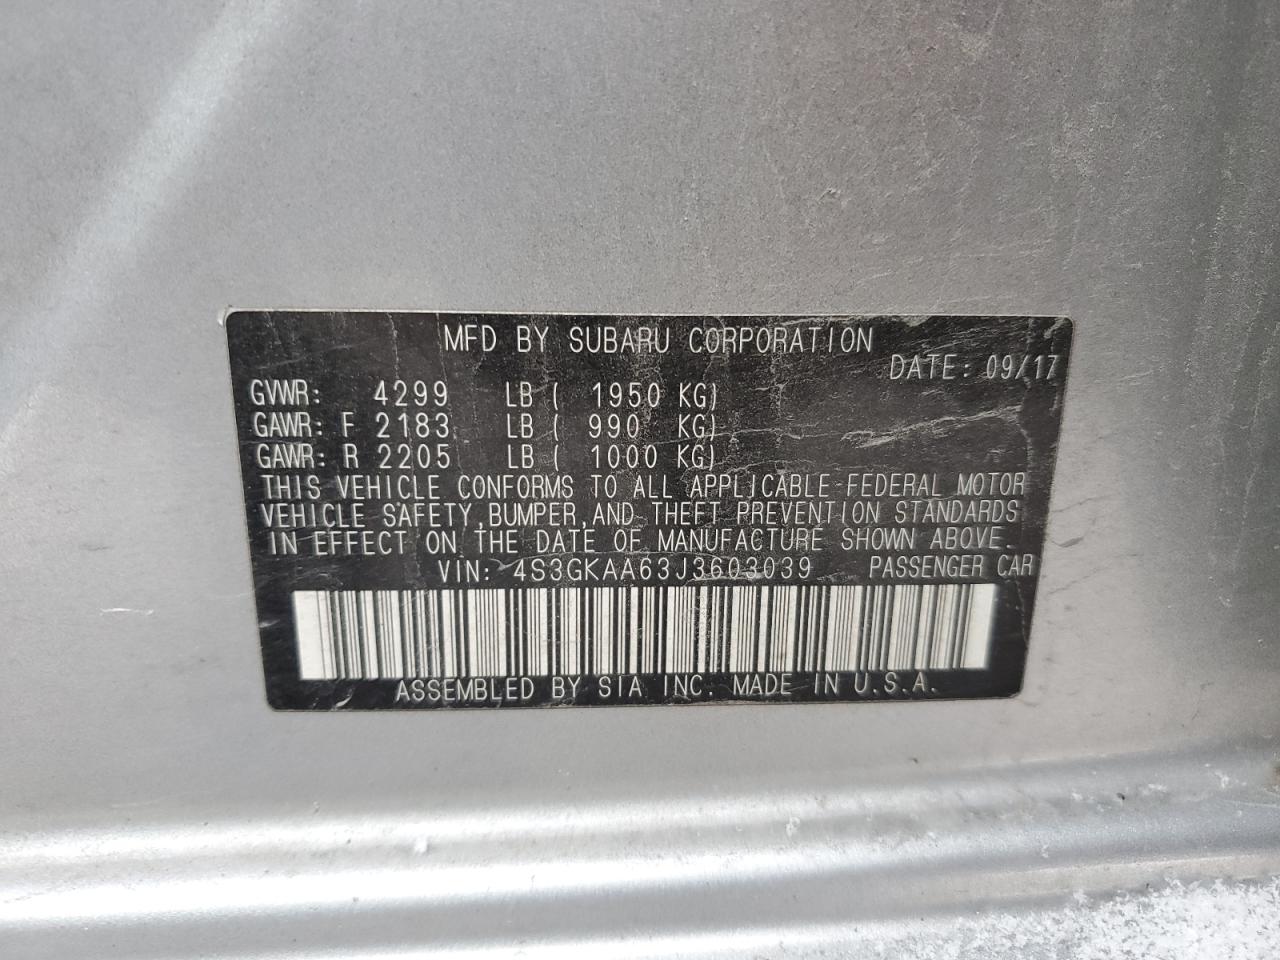 MFD BY SUBARU CORPORATION
DATE: 09/17
GVWR: 4299 LB ( 1950 KG)
GAWR: F 2183 LB ( 990 KG)
GAWR: R 2205 LB ( 1000 KG)
THIS VEHICLE CONFORMS TO ALL APPLICABLE FEDERAL MOTOR
VEHICLE SAFETY, BUMPER, AND THEFT PREVENTION STANDARDS
IN EFFECT ON THE DATE OF MANUFACTURE SHOWN ABOVE.
VIN: 4S3GKAA63J3603039 PASSENGER CAR
ASSEMBLED BY SIA INC. MADE IN U.S.A.